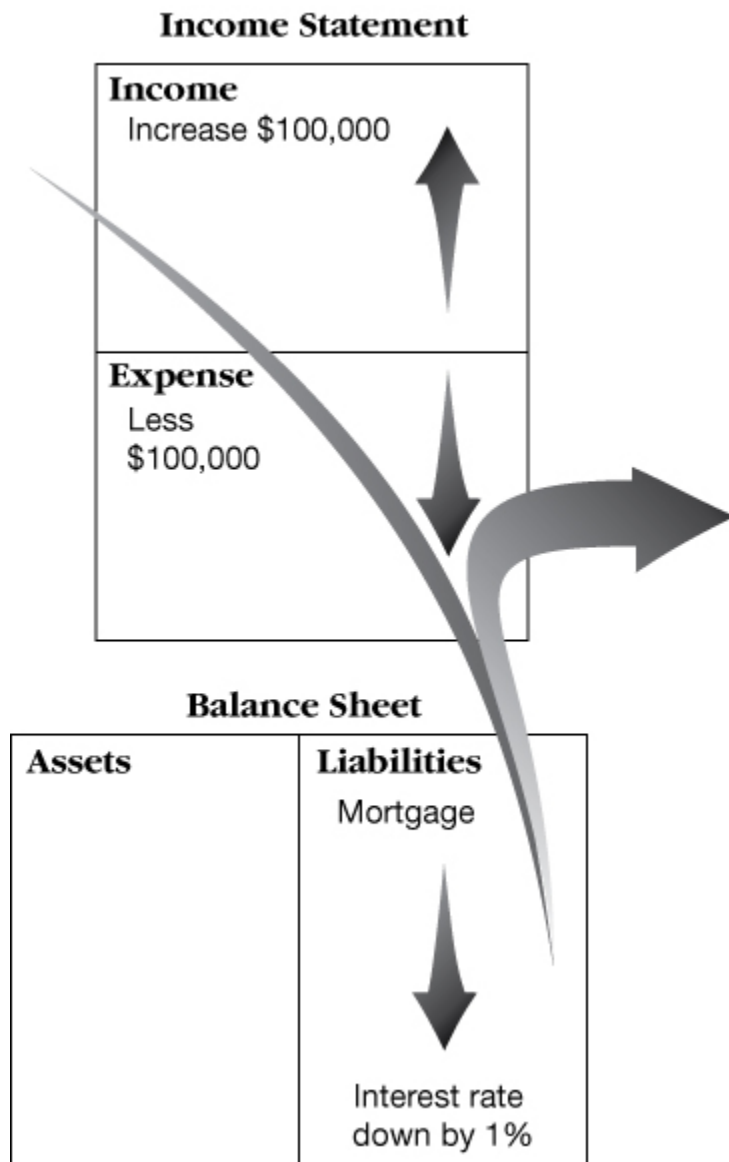 Income Statement
Income
Increase $100,000
Expense
Less
$100,000
Balance Sheet
Assets
Liabilities
Mortgage
Interest rate
down by 1%